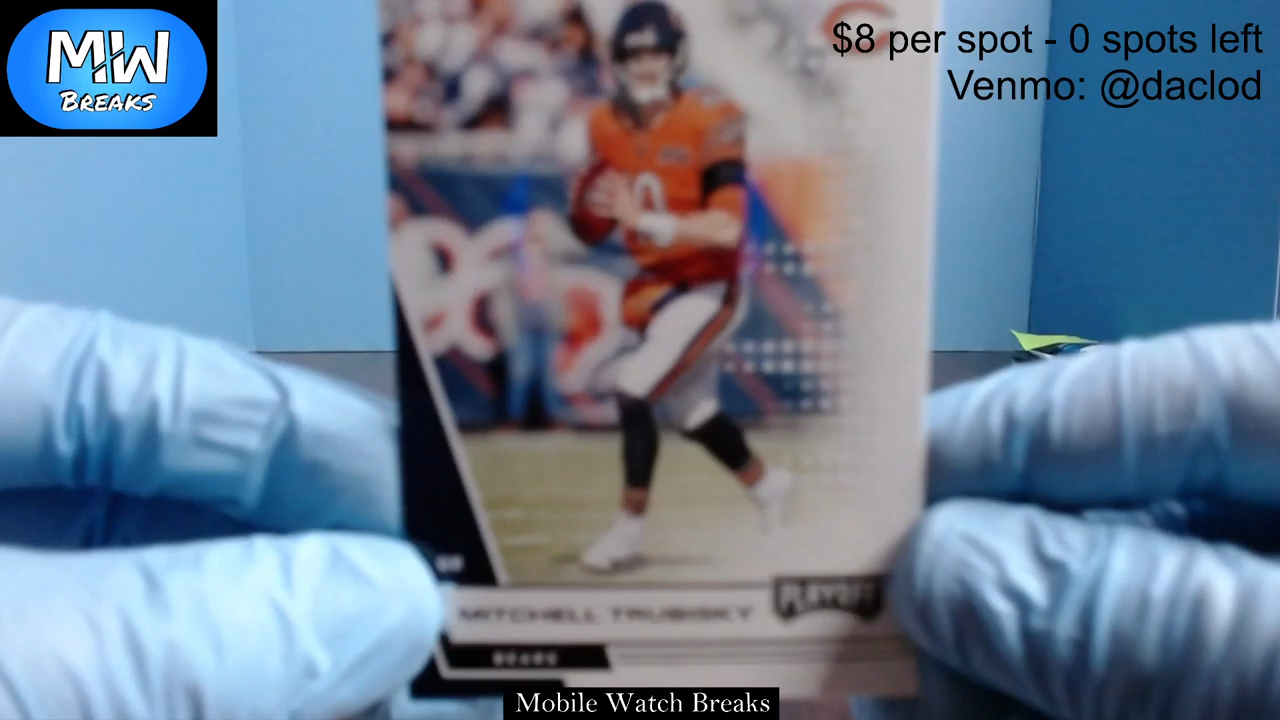 MW
BREAKS
$8 per spot - 0 spots left
Venmo: @daclod
MITCHELL TRUBISKY
PLAYOFF
BEARS
Mobile Watch Breaks